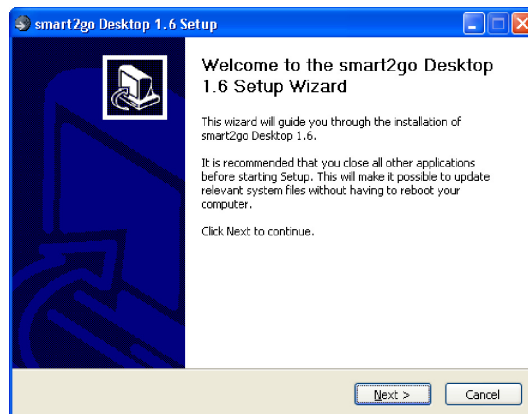 smart2go Desktop 1.6 Setup
Welcome to the smart2go Desktop
1.6 Setup Wizard
This wizard will guide you through the installation of
smart2go Desktop 1.6.
It is recommended that you close all other applications
before starting Setup. This will make it possible to update
relevant system files without having to reboot your
computer.
Click Next to continue.
Next >
Cancel